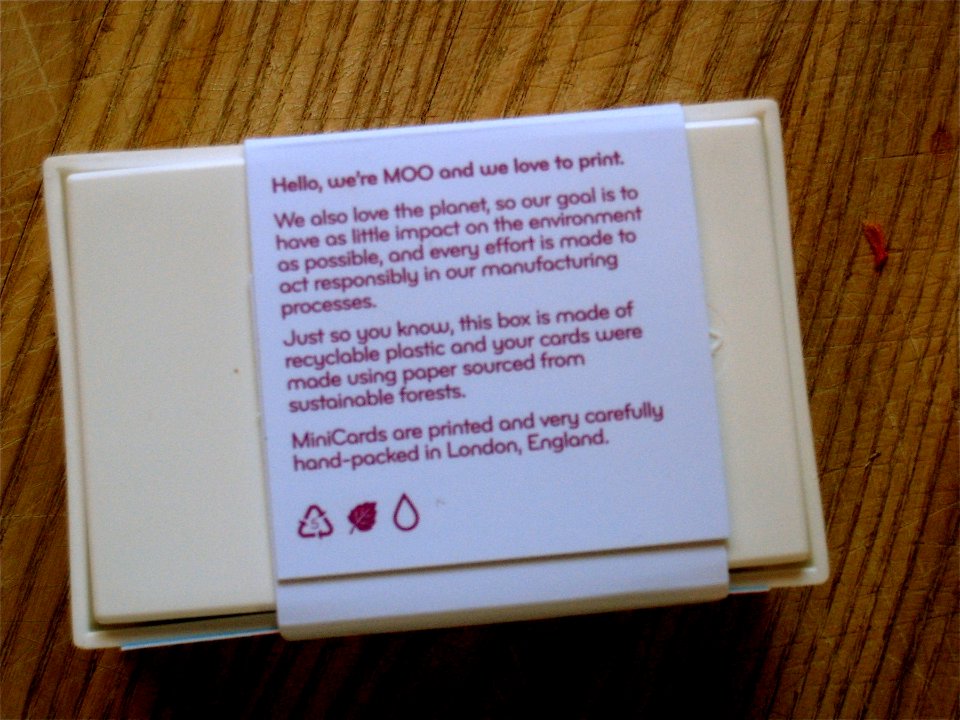 Hello, we're MOO and we love to print.
We also love the planet, so our goal is to
have as little impact on the environment
as possible, and every effort is made to
act responsibly in our manufacturing
processes.
Just so you know, this box is made of
recyclable plastic and your cards were
made using paper sourced from
sustainable forests.
MiniCards are printed and very carefully
hand-packed in London, England.
5